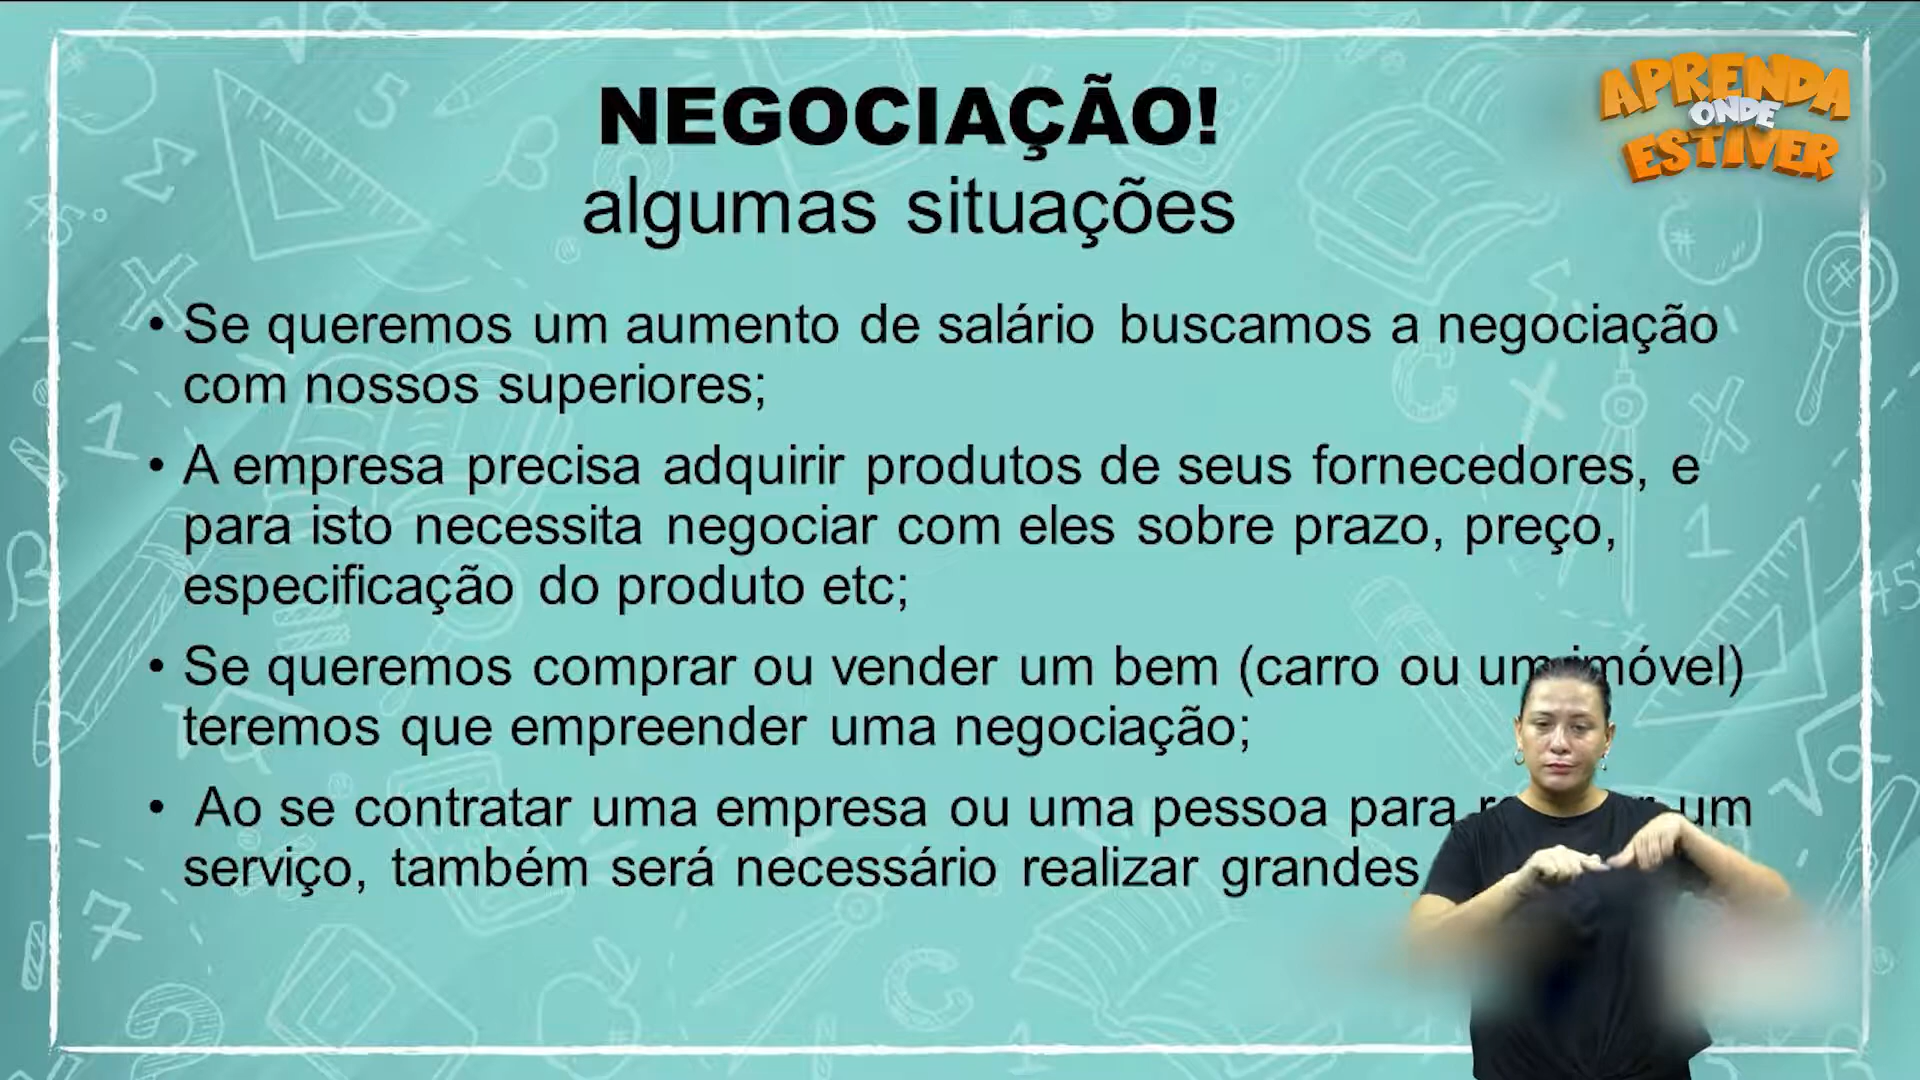 NEGOCIAÇÃO!
algumas situações
APRENDA
ONDE
ESTIVER
• Se queremos um aumento de salário buscamos a negociação
com nossos superiores;
• A empresa precisa adquirir produtos de seus fornecedores, e
para isto necessita negociar com eles sobre prazo, preço,
especificação do produto etc;
• Se queremos comprar ou vender um bem (carro ou um imóvel)
teremos que empreender uma negociação;
• Ao se contratar uma empresa ou uma pessoa para um
serviço, também será necessário realizar grandes